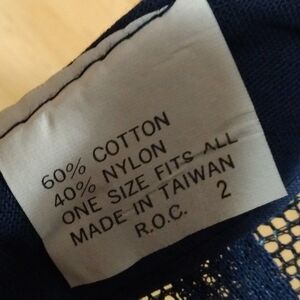 60% COTTON
40% NYLON
ONE SIZE FITS ALL
MADE IN TAIWAN
R.O.C. 2